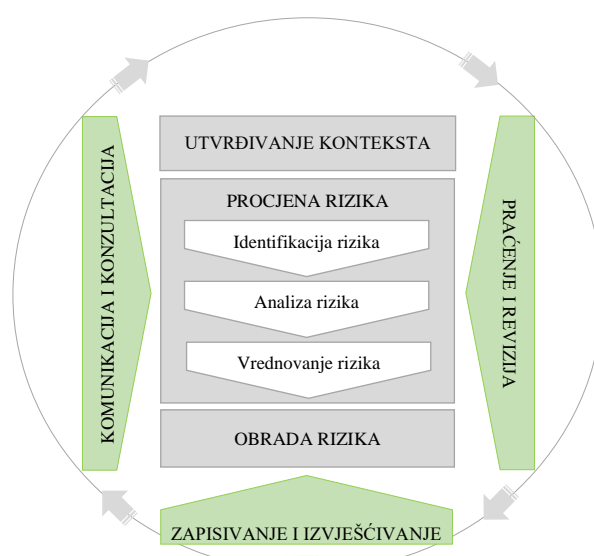 UTVRĐIVANJE KONTEKSTA
PROCJENA RIZIKA
Identifikacija rizika
Analiza rizika
Vrednovanje rizika
OBRADA RIZIKA
KOMUNIKACIJA I KONZULTACIJA
PRAĆENJE I REVIZIJA
ZAPISIVANJE I IZVJEŠĆIVANJE